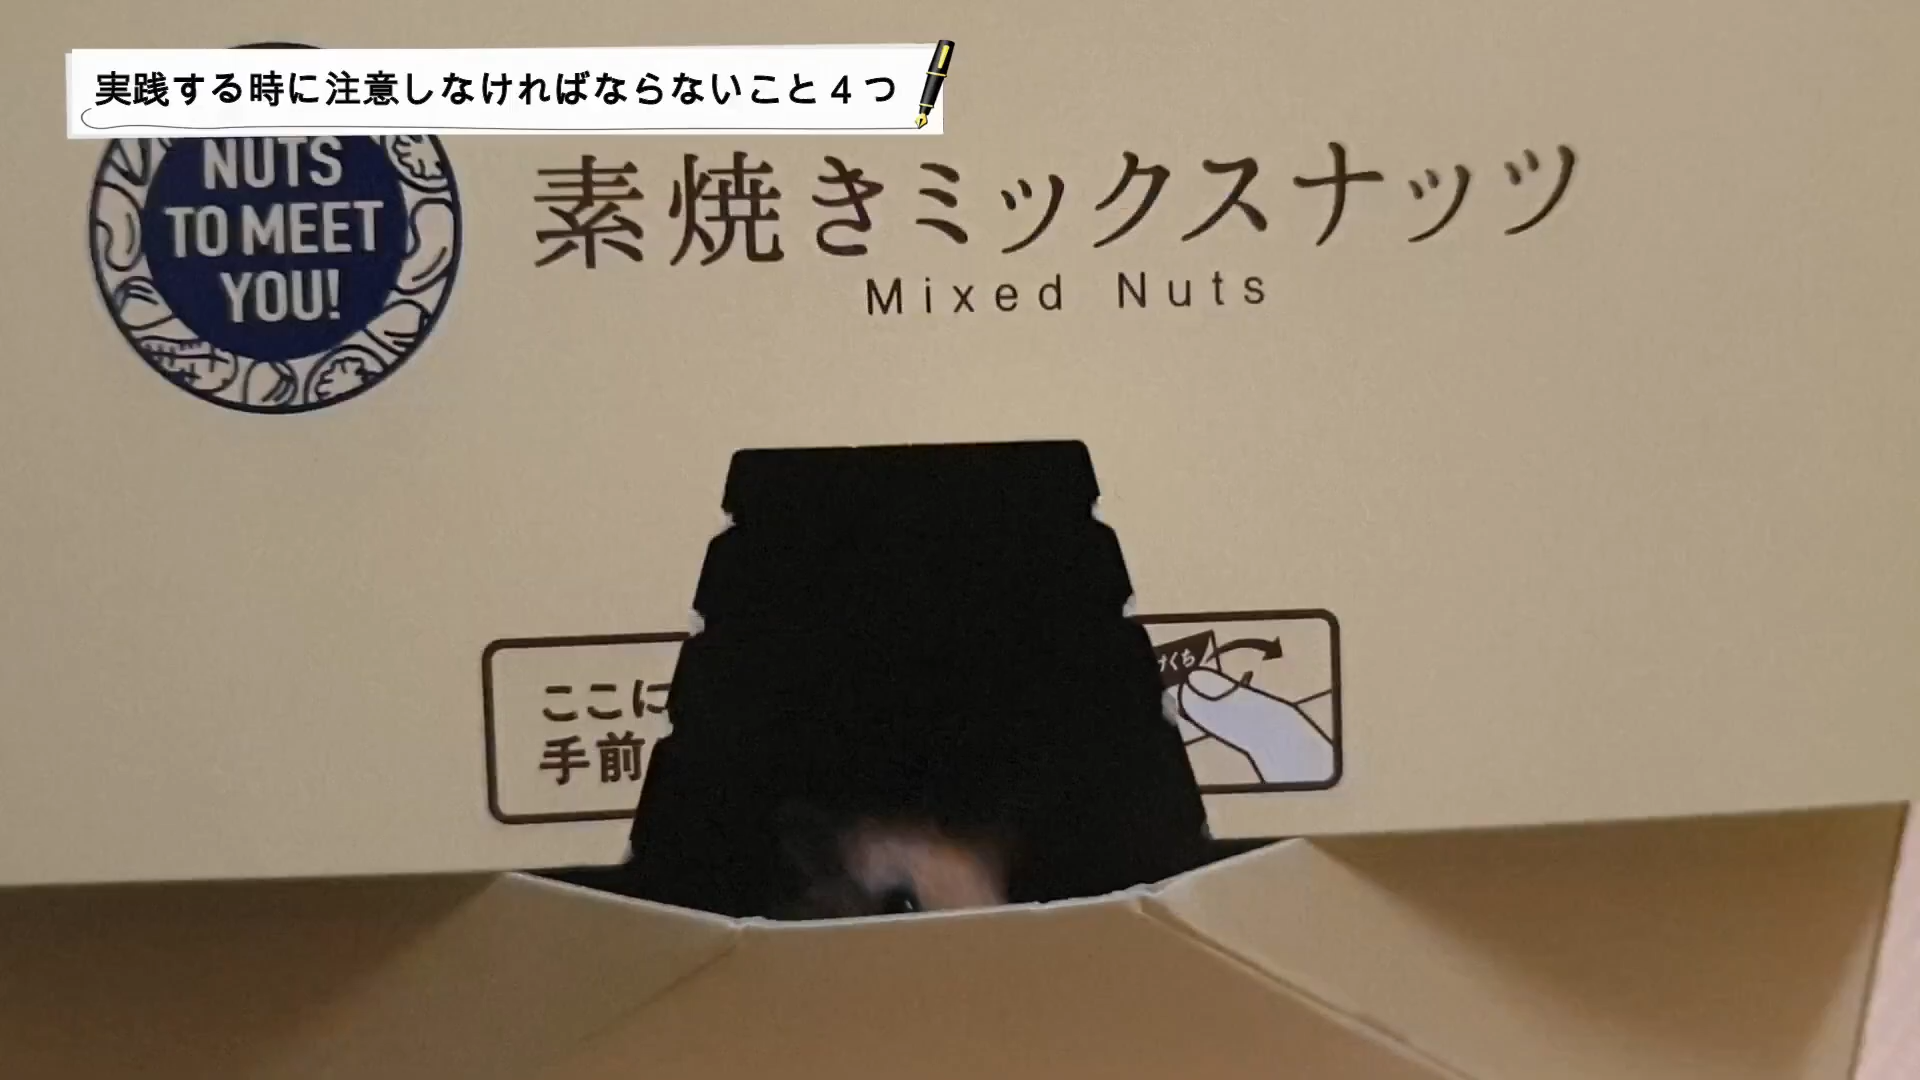 実践する時に注意しなければならないこと4つ
NUTS
TO MEET
YOU!
素焼きミックスナッツ
Mixed Nuts
ここに
手前
くち